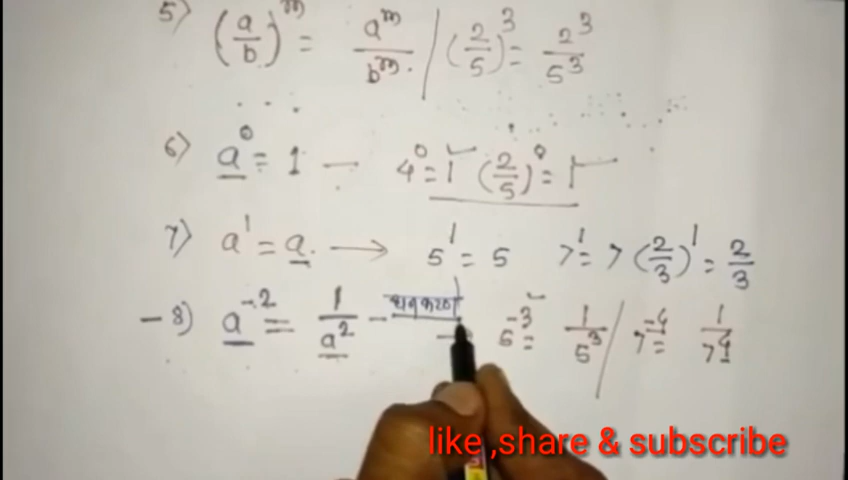 5) (a/b)^m = a^m/b^m. | (2/5)^3 = 2^3/5^3
6) a^0 = 1 — 4^0 = 1 (2/5)^0 = 1
7) a^1 = a. → 5^1 = 5 7^1 = 7 (2/3)^1 = 2/3
8) a^-2 = 1/a^2 - 5^-3 = 1/5^3 / 7^-4 = 1/7^4
like ,share & subscribe